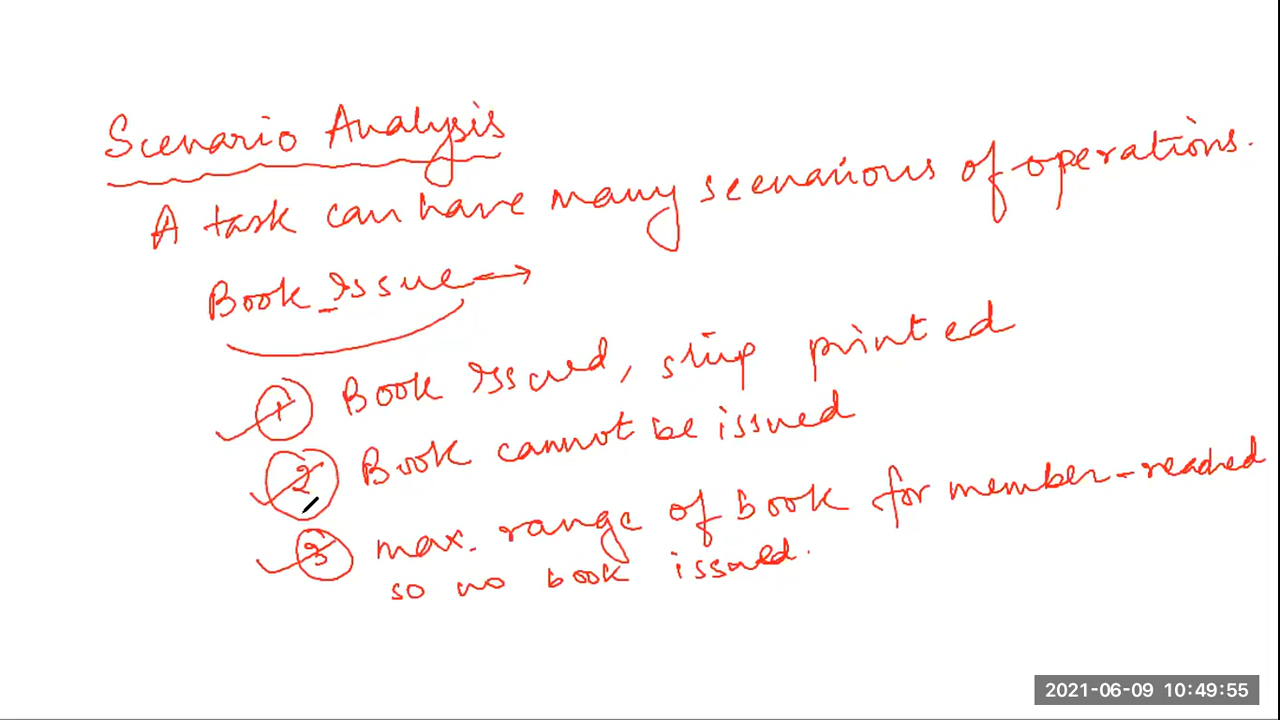 Scenario Analysis
A task can have many scenarious of operations.
Book_Issue →
1 Book Issued, slip printed
2 Book cannot be issued
3 max. range of book for member-reached
so no book issued.
2021-06-09 10:49:55